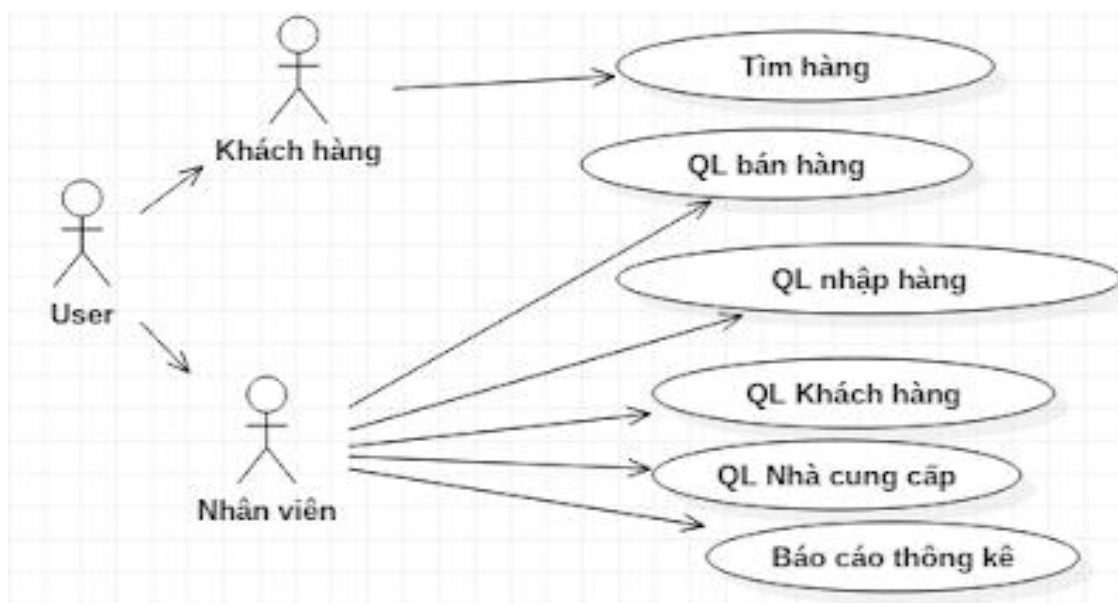 Tìm hàng
Khách hàng
QL bán hàng
QL nhập hàng
User
QL Khách hàng
QL Nhà cung cấp
Nhân viên
Báo cáo thông kê